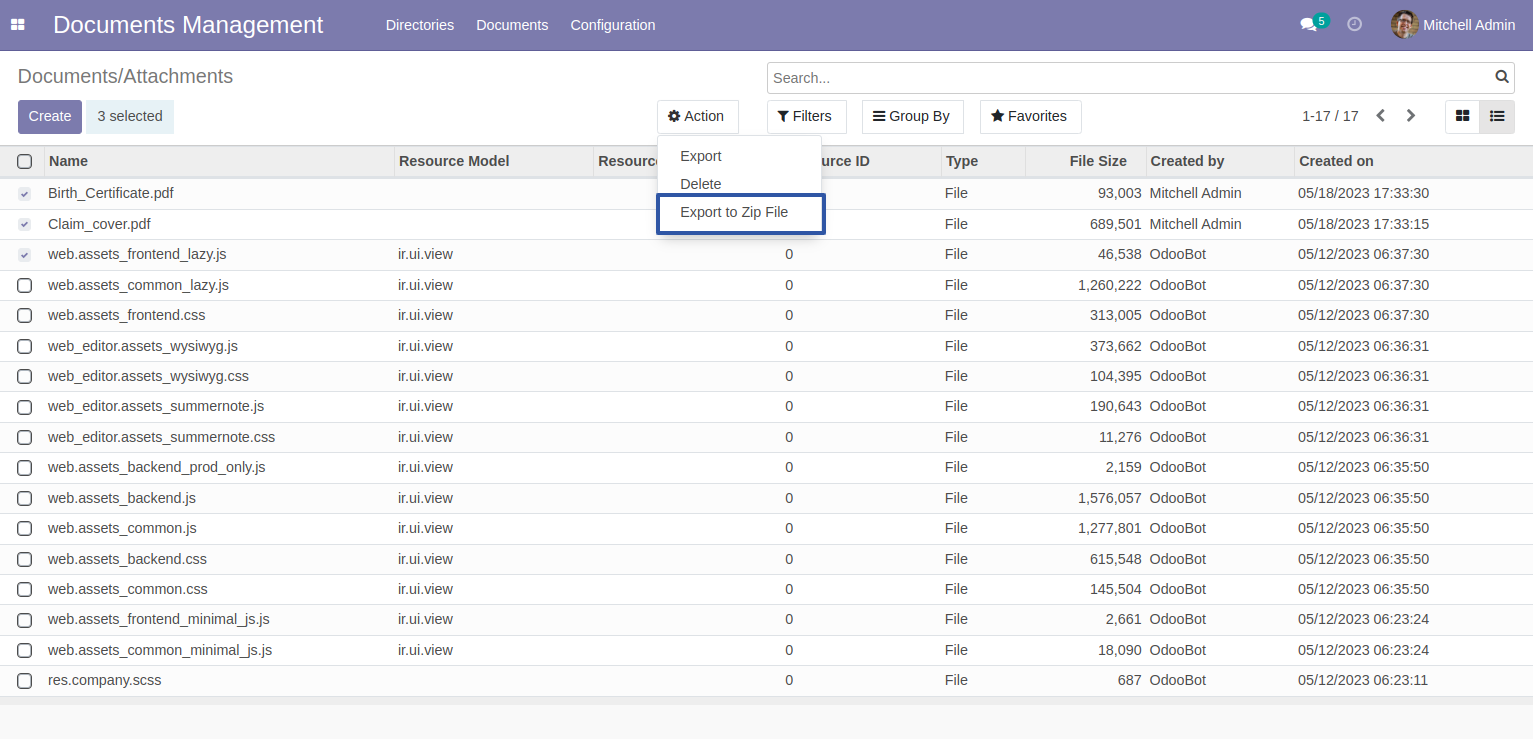 Documents Management Directories Documents Configuration 5 Mitchell Admin
Documents/Attachments Search...
Create 3 selected Action Filters Group By Favorites 1-17 / 17
Export
Delete
Export to Zip File
Name Resource Model Type File Size Created by Created on
Birth_Certificate.pdf File 93,003 Mitchell Admin 05/18/2023 17:33:30
Claim_cover.pdf File 689,501 Mitchell Admin 05/18/2023 17:33:15
web.assets_frontend_lazy.js ir.ui.view 0 File 46,538 OdooBot 05/12/2023 06:37:30
web.assets_common_lazy.js ir.ui.view 0 File 1,260,222 OdooBot 05/12/2023 06:37:30
web.assets_frontend.css ir.ui.view 0 File 313,005 OdooBot 05/12/2023 06:37:30
web_editor.assets_wysiwyg.js ir.ui.view 0 File 373,662 OdooBot 05/12/2023 06:36:31
web_editor.assets_wysiwyg.css ir.ui.view 0 File 104,395 OdooBot 05/12/2023 06:36:31
web_editor.assets_summernote.js ir.ui.view 0 File 190,643 OdooBot 05/12/2023 06:36:31
web_editor.assets_summernote.css ir.ui.view 0 File 11,276 OdooBot 05/12/2023 06:36:31
web.assets_backend_prod_only.js ir.ui.view 0 File 2,159 OdooBot 05/12/2023 06:35:50
web.assets_backend.js ir.ui.view 0 File 1,576,057 OdooBot 05/12/2023 06:35:50
web.assets_common.js ir.ui.view 0 File 1,277,801 OdooBot 05/12/2023 06:35:50
web.assets_backend.css ir.ui.view 0 File 615,548 OdooBot 05/12/2023 06:35:50
web.assets_common.css ir.ui.view 0 File 145,504 OdooBot 05/12/2023 06:35:50
web.assets_frontend_minimal_js.js ir.ui.view 0 File 2,661 OdooBot 05/12/2023 06:23:24
web.assets_common_minimal_js.js ir.ui.view 0 File 18,090 OdooBot 05/12/2023 06:23:24
res.company.scss 0 File 687 OdooBot 05/12/2023 06:23:11